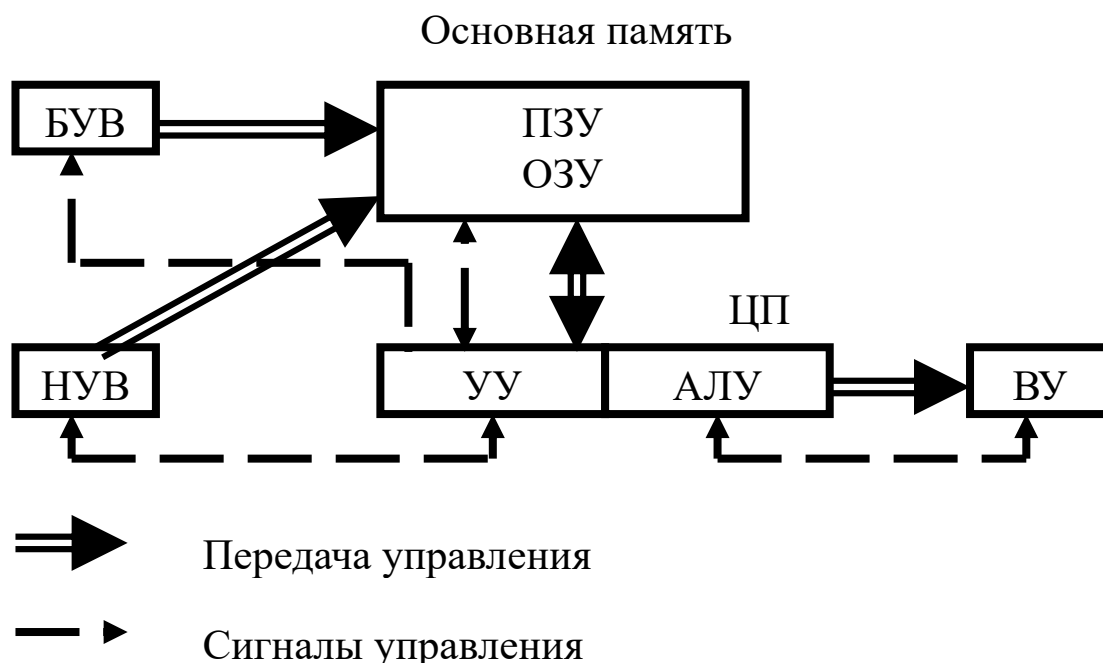 Основная память
БУВ
ПЗУ
ОЗУ
ЦП
НУВ
УУ
АЛУ
ВУ
Передача управления
Сигналы управления